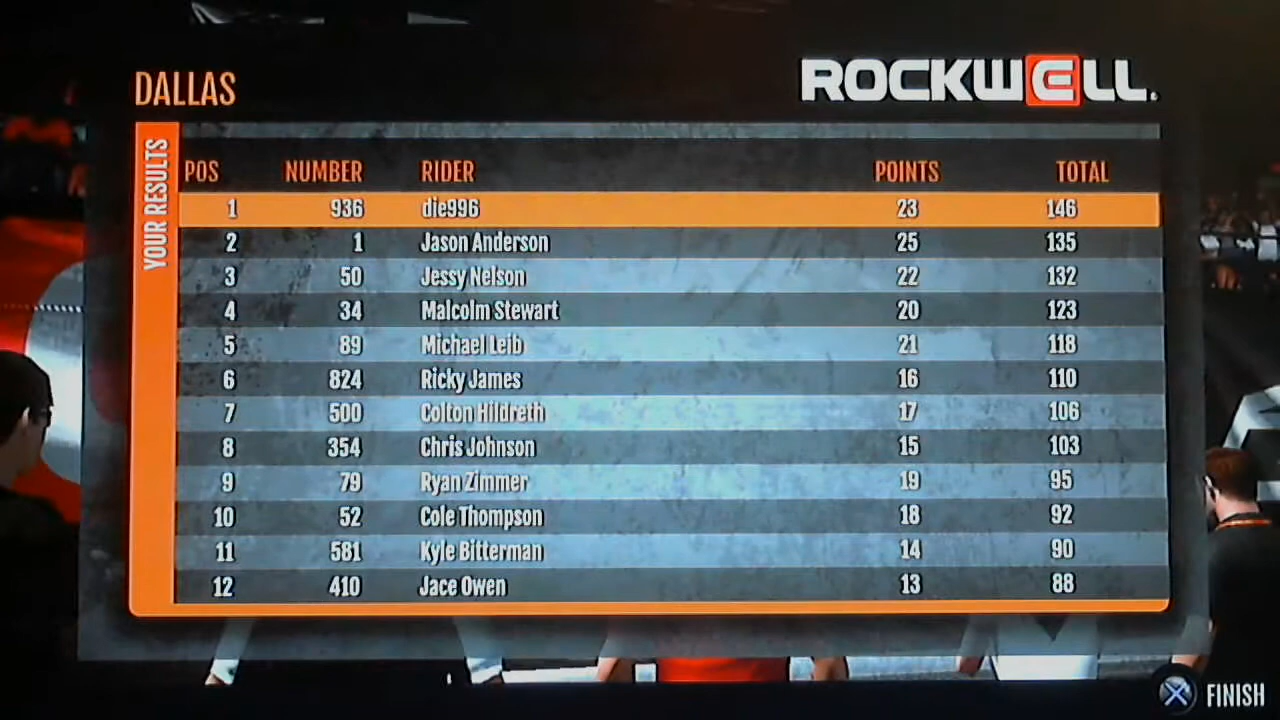 DALLAS
ROCKWELL.
YOUR RESULTS
POS NUMBER RIDER POINTS TOTAL
1 936 die996 23 146
2 1 Jason Anderson 25 135
3 50 Jessy Nelson 22 132
4 34 Malcolm Stewart 20 123
5 89 Michael Leib 21 118
6 824 Ricky James 16 110
7 500 Colton Hildreth 17 106
8 354 Chris Johnson 15 103
9 79 Ryan Zimmer 19 95
10 52 Cole Thompson 18 92
11 581 Kyle Bitterman 14 90
12 410 Jace Owen 13 88
FINISH